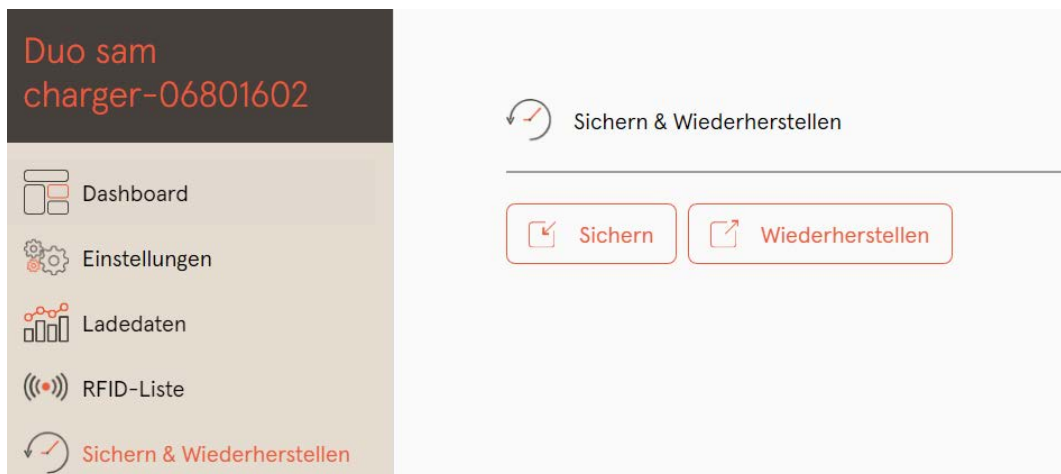 Duo sam
charger-06801602
Dashboard
Einstellungen
Ladedaten
RFID-Liste
Sichern & Wiederherstellen
Sichern & Wiederherstellen
Sichern
Wiederherstellen